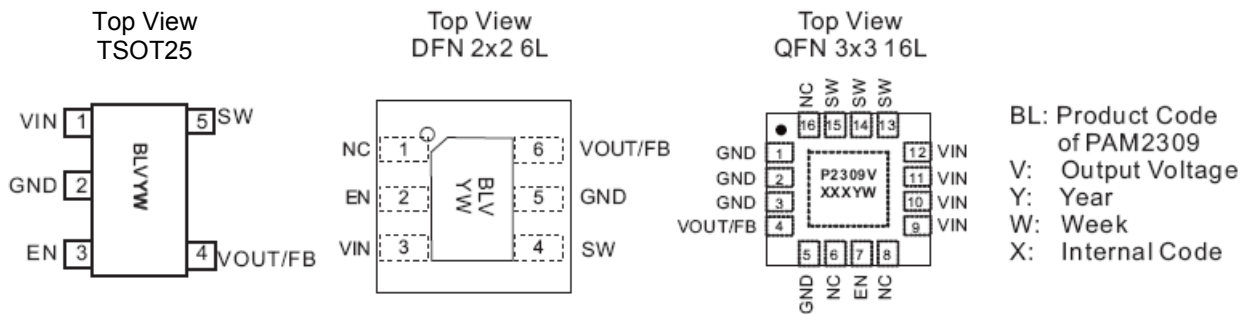 Top View
TSOT25
VIN 1
5 SW
GND 2
EN 3
4 VOUT/FB
BLVYW
Top View
DFN 2x2 6L
NC 1
6 VOUT/FB
EN 2
5 GND
VIN 3
4 SW
BLV
YW
Top View
QFN 3x3 16L
NC SW SW SW
16 15 14 13
GND 1
12 VIN
GND 2
11 VIN
GND 3
10 VIN
VOUT/FB 4
9 VIN
P2309V
XXXYW
5 6 7 8
GND NC EN NC
BL: Product Code
of PAM2309
V: Output Voltage
Y: Year
W: Week
X: Internal Code